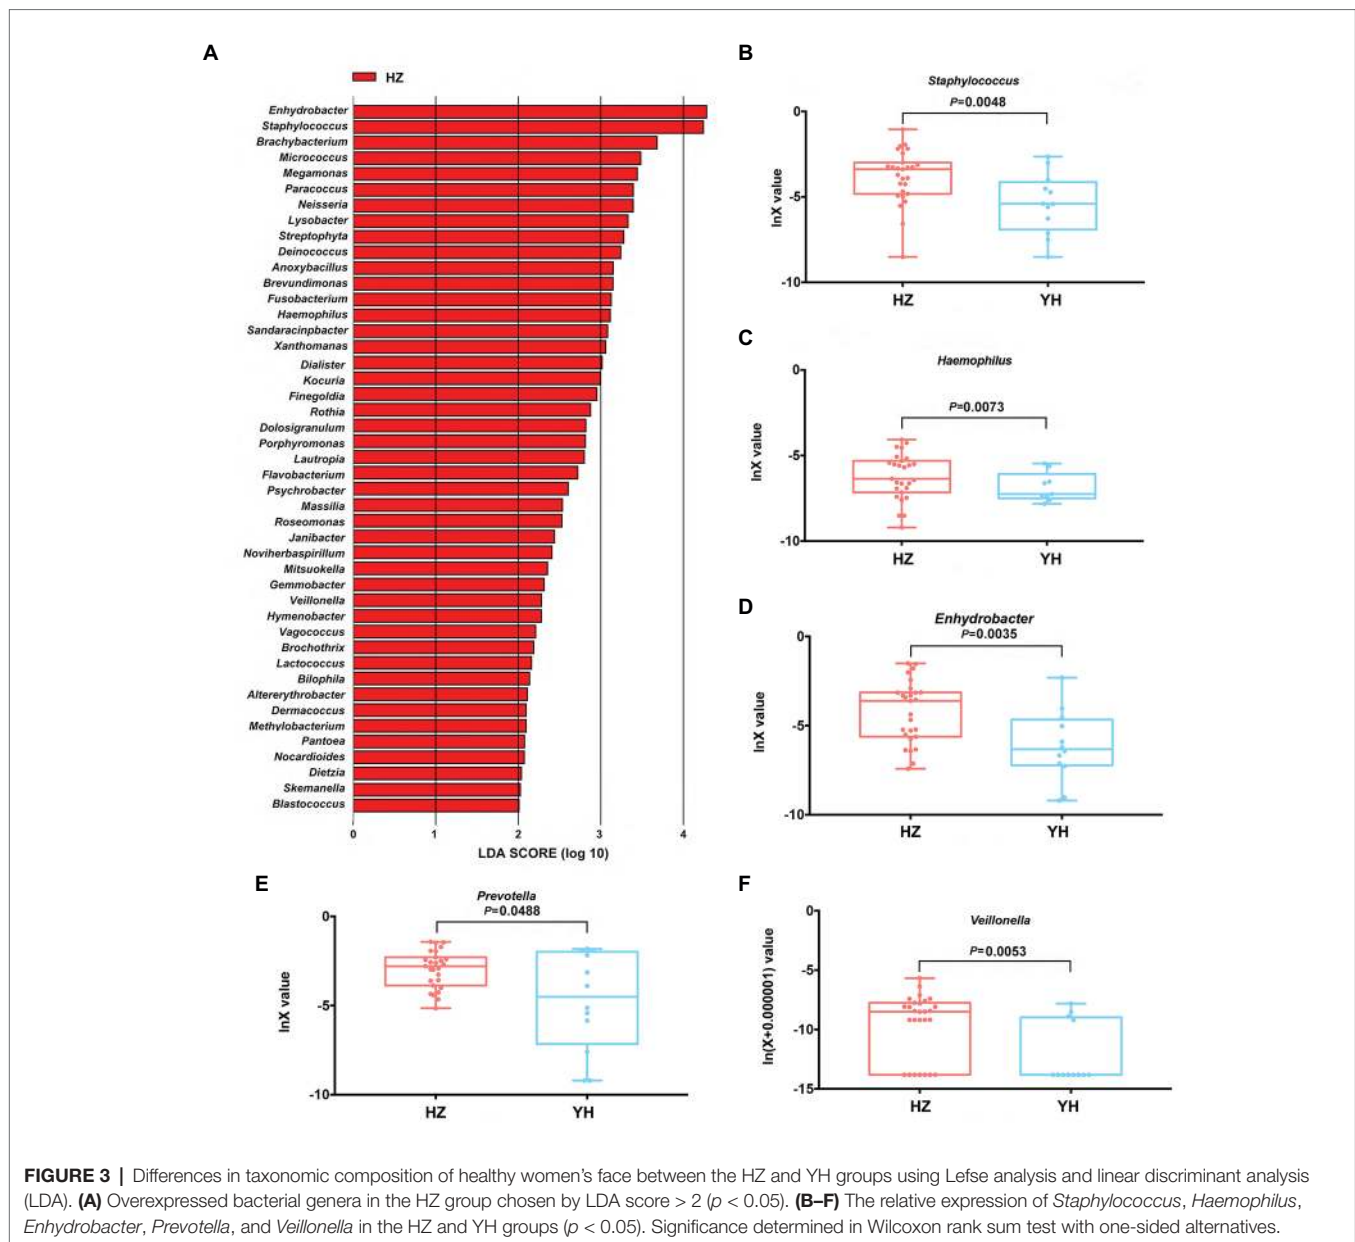 A
HZ
Enhydrobacter
Staphylococcus
Brachybacterium
Micrococcus
Megamonas
Paracoccus
Neisseria
Lysobacter
Streptophyta
Deinococcus
Anoxybacillus
Brevundimonas
Fusobacterium
Haemophilus
Sandaracinpbacter
Xanthomanas
Dialister
Kocuria
Finegoldia
Rothia
Dolosigranulum
Porphyromonas
Lautropia
Flavobacterium
Psychrobacter
Massilia
Roseomonas
Janibacter
Noviherbaspirillum
Mitsuokella
Gemmobacter
Veillonella
Hymenobacter
Vagococcus
Brochothrix
Lactococcus
Bilophila
Altererythrobacter
Dermacoccus
Methylobacterium
Pantoea
Nocardioides
Dietzia
Skemanella
Blastococcus
0 1 2 3 4
LDA SCORE (log 10)
B
Staphylococcus
P=0.0048
lnX value
0
-5
-10
HZ YH
C
Haemophilus
P=0.0073
lnX value
0
-5
-10
HZ YH
D
Enhydrobacter
P=0.0035
lnX value
0
-5
-10
HZ YH
E
Prevotella
P=0.0488
lnX value
0
-5
-10
HZ YH
F
Veillonella
P=0.0053
ln(X+0.000001) value
0
-5
-10
-15
HZ YH
FIGURE 3 | Differences in taxonomic composition of healthy women's face between the HZ and YH groups using Lefse analysis and linear discriminant analysis
(LDA). (A) Overexpressed bacterial genera in the HZ group chosen by LDA score > 2 (p < 0.05). (B–F) The relative expression of Staphylococcus, Haemophilus,
Enhydrobacter, Prevotella, and Veillonella in the HZ and YH groups (p < 0.05). Significance determined in Wilcoxon rank sum test with one-sided alternatives.